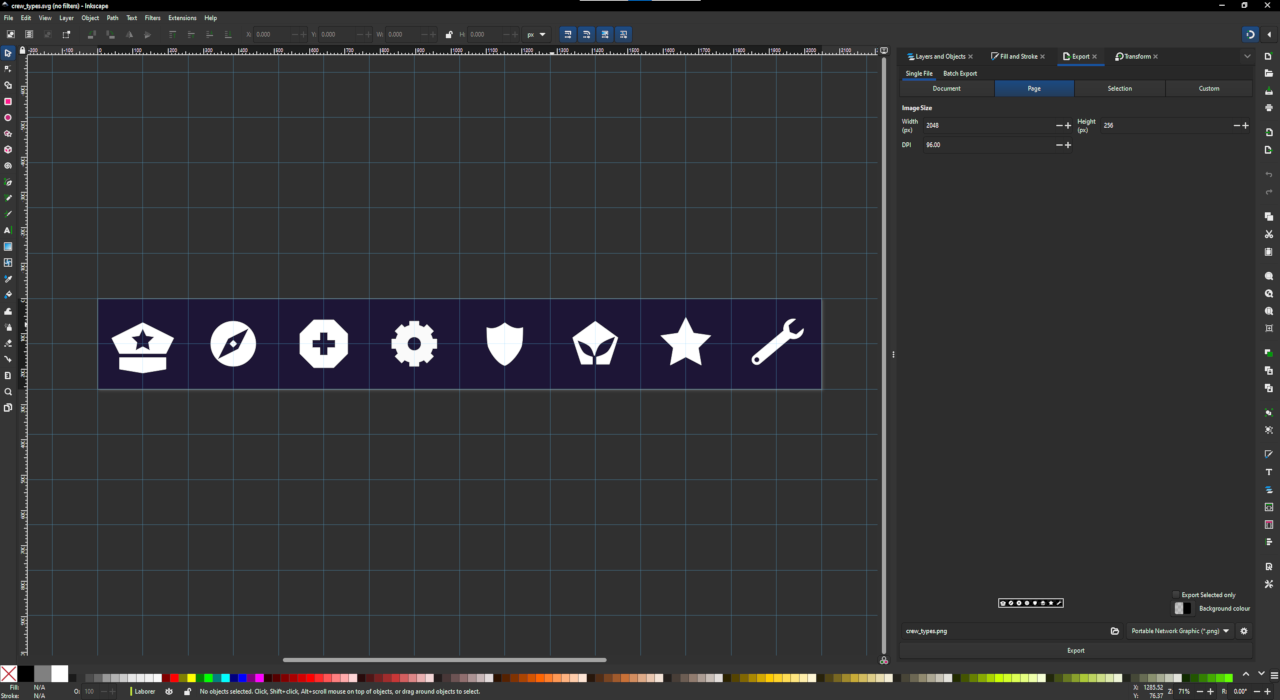 crew_types.svg (no filters) - Inkscape
File Edit View Layer Object Path Text Filters Extensions Help
X: 0.000 Y: 0.000 W: 0.000 H: 0.000 px
Layers and Objects Fill and Stroke Export Transform
Single File Batch Export
Document Page Selection Custom
Image Size
Width (px) 2048 Height (px) 256
DPI 96.00
Export Selected only
Background colour
crew_types.png Portable Network Graphic (*.png)
Export
Fill: N/A
Stroke: N/A
O: 100
Laborer
No objects selected. Click, Shift+click, Alt+scroll mouse on top of objects, or drag around objects to select.
X: 1285.52
Y: 76.37
Z: 71%
R: 0.00°